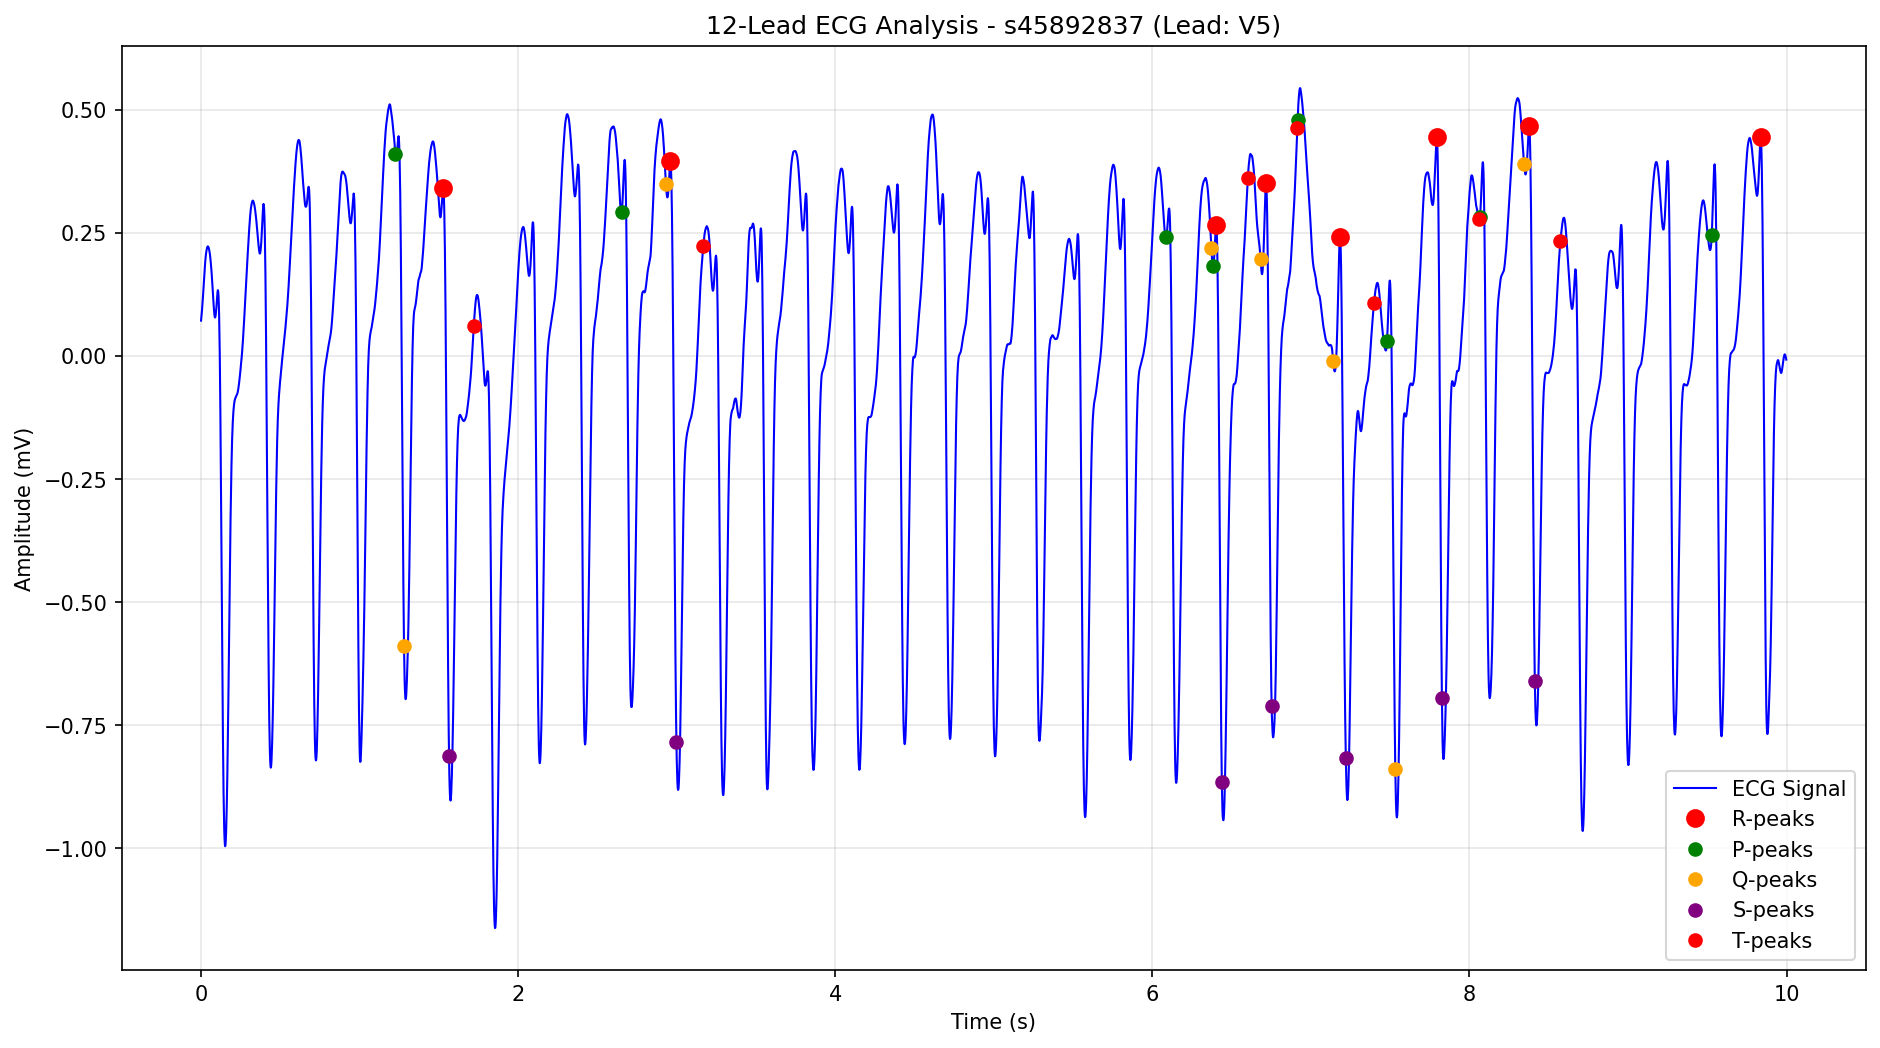 12-Lead ECG Analysis - s45892837 (Lead: V5)
Amplitude (mV)
0.50
0.25
0.00
−0.25
−0.50
−0.75
−1.00
ECG Signal
R-peaks
P-peaks
Q-peaks
S-peaks
T-peaks
0 2 4 6 8 10
Time (s)